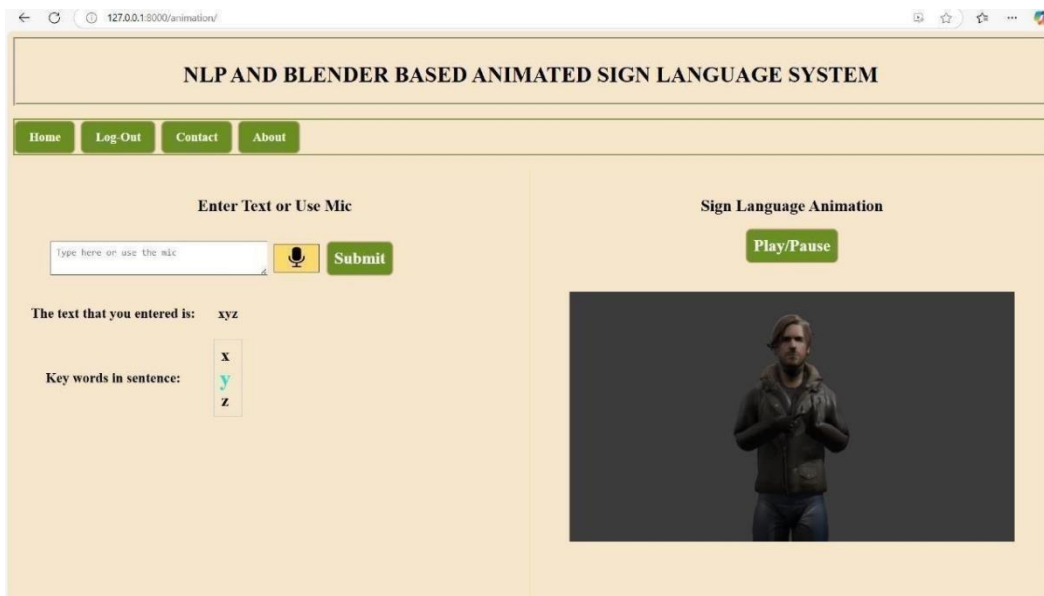 127.0.0.1:8000/animation/
NLP AND BLENDER BASED ANIMATED SIGN LANGUAGE SYSTEM
Home Log-Out Contact About
Enter Text or Use Mic
Type here or use the mic
Submit
The text that you entered is: xyz
Key words in sentence:
x
y
z
Sign Language Animation
Play/Pause